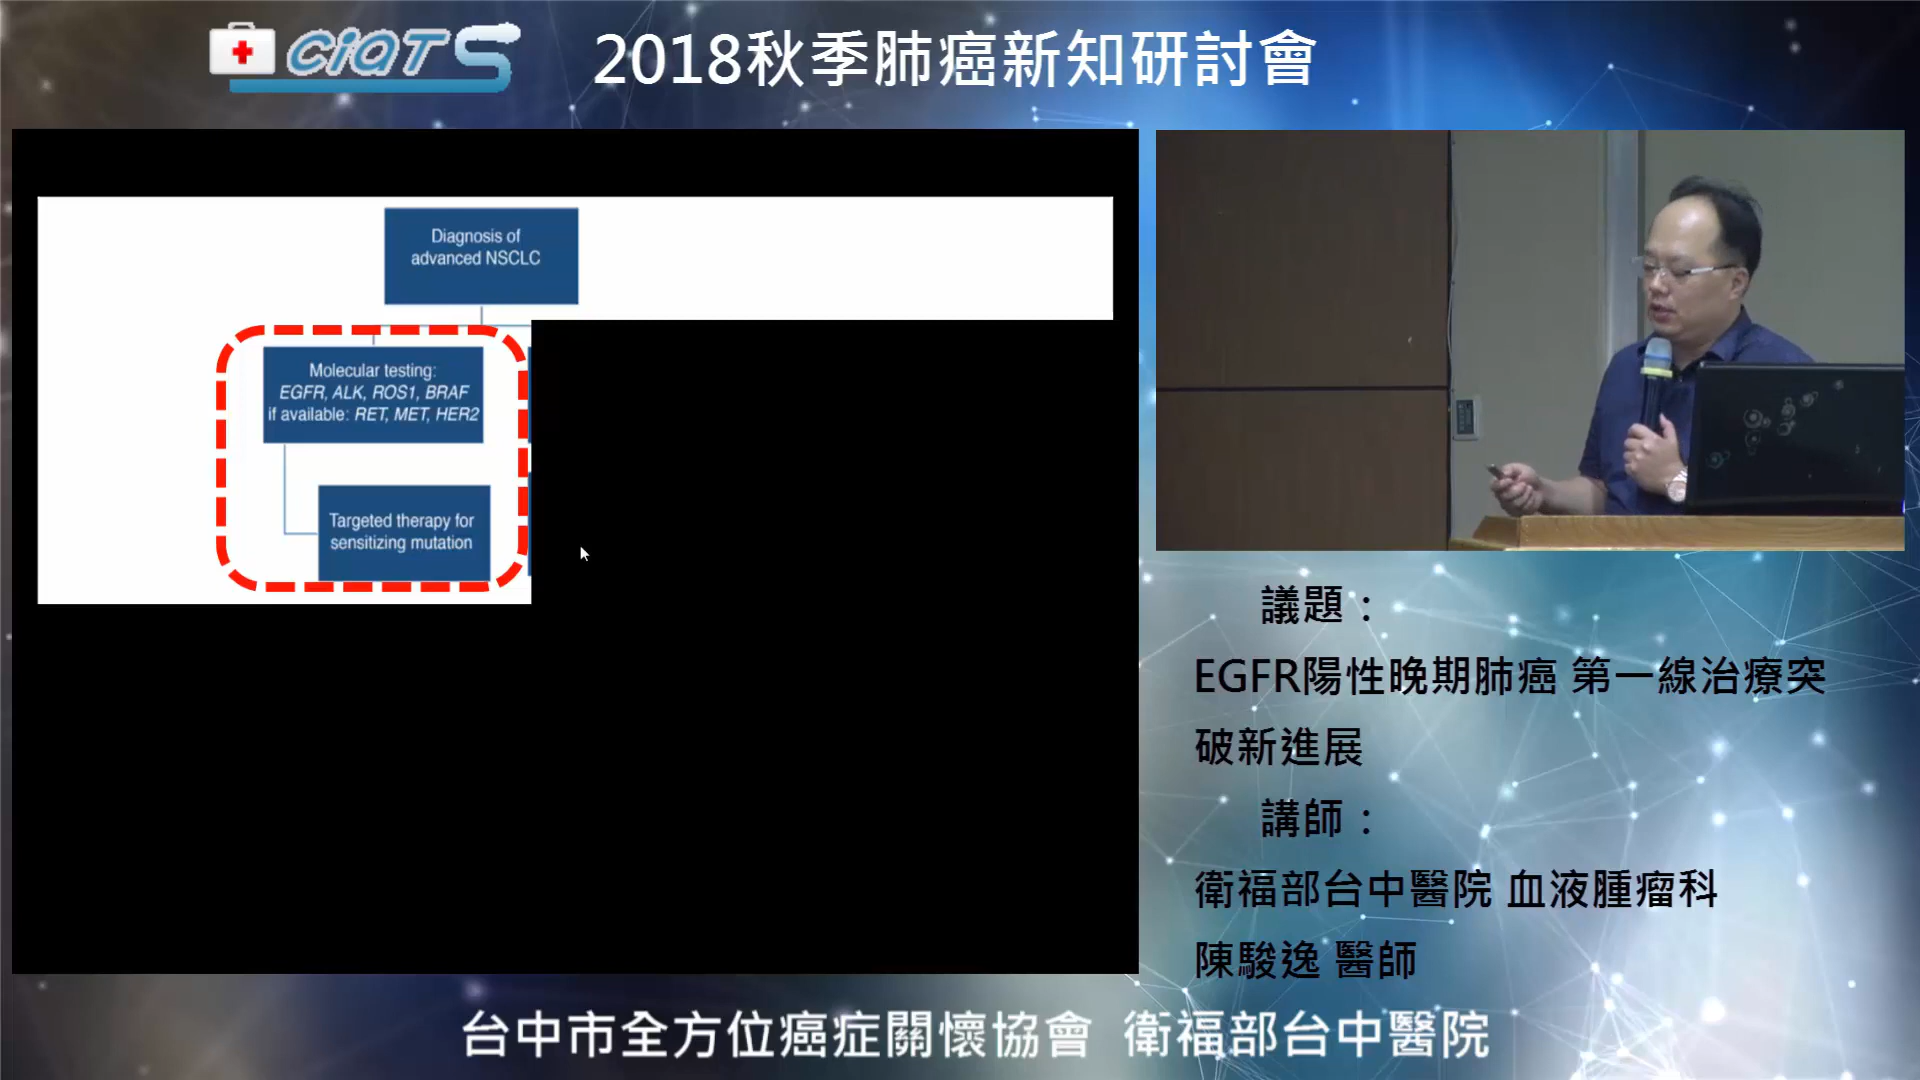 CiQTS
2018秋季肺癌新知研討會
Diagnosis of
advanced NSCLC
Molecular testing:
EGFR, ALK, ROS1, BRAF
if available: RET, MET, HER2
Targeted therapy for
sensitizing mutation
議題：
EGFR陽性晚期肺癌 第一線治療突
破新進展
講師：
衛福部台中醫院 血液腫瘤科
陳駿逸 醫師
台中市全方位癌症關懷協會 衛福部台中醫院